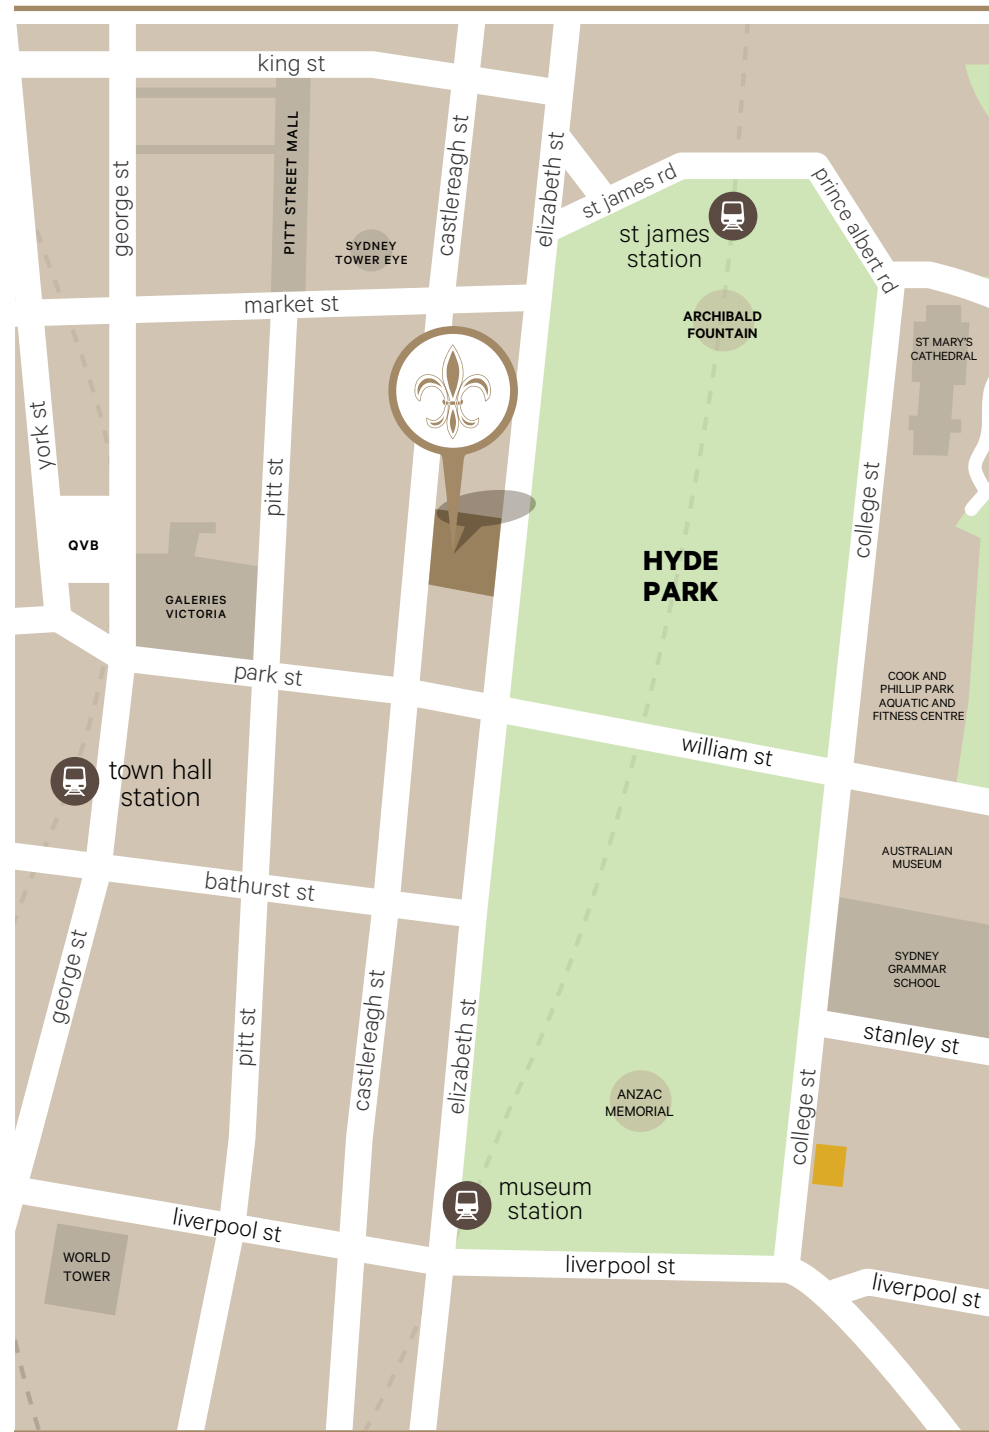 king st
george st
PITT STREET MALL
castlereagh st
elizabeth st
SYDNEY
TOWER EYE
st james rd
prince albert rd
st james
station
market st
ARCHIBALD
FOUNTAIN
ST MARY'S
CATHEDRAL
york st
pitt st
college st
QVB
HYDE
PARK
GALERIES
VICTORIA
park st
COOK AND
PHILLIP PARK
AQUATIC AND
FITNESS CENTRE
william st
town hall
station
bathurst st
AUSTRALIAN
MUSEUM
george st
SYDNEY
GRAMMAR
SCHOOL
pitt st
castlereagh st
elizabeth st
stanley st
ANZAC
MEMORIAL
college st
museum
station
liverpool st
WORLD
TOWER
liverpool st
liverpool st